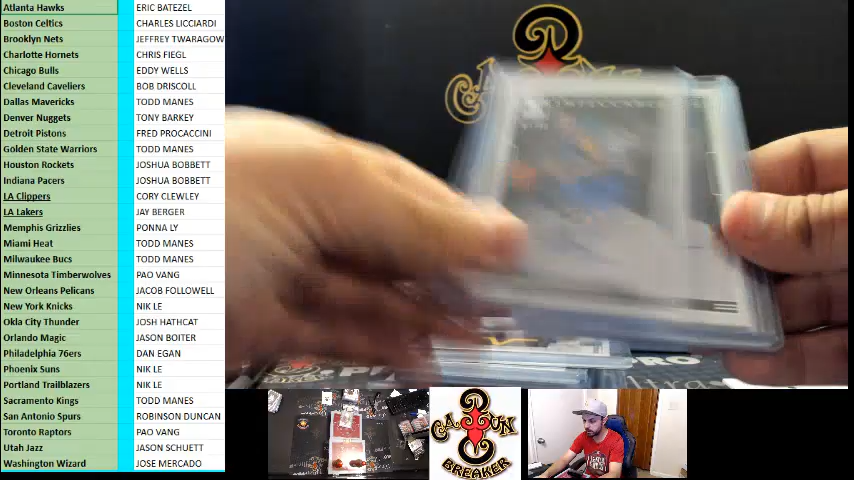 Atlanta Hawks ERIC BATEZEL
Boston Celtics CHARLES LICCIARDI
Brooklyn Nets JEFFREY TWARAGOW
Charlotte Hornets CHRIS FIEGL
Chicago Bulls EDDY WELLS
Cleveland Caveliers BOB DRISCOLL
Dallas Mavericks TODD MANES
Denver Nuggets TONY BARKEY
Detroit Pistons FRED PROCACCINI
Golden State Warriors TODD MANES
Houston Rockets JOSHUA BOBBETT
Indiana Pacers JOSHUA BOBBETT
LA Clippers CORY CLEWLEY
LA Lakers JAY BERGER
Memphis Grizzlies PONNA LY
Miami Heat TODD MANES
Milwaukee Bucs TODD MANES
Minnesota Timberwolves PAO VANG
New Orleans Pelicans JACOB FOLLOWELL
New York Knicks NIK LE
Okla City Thunder JOSH HATHCAT
Orlando Magic JASON BOITER
Philadelphia 76ers DAN EGAN
Phoenix Suns NIK LE
Portland Trailblazers NIK LE
Sacramento Kings TODD MANES
San Antonio Spurs ROBINSON DUNCAN
Toronto Raptors PAO VANG
Utah Jazz JASON SCHUETT
Washington Wizard JOSE MERCADO
PRO
CAJUN
BREAKER